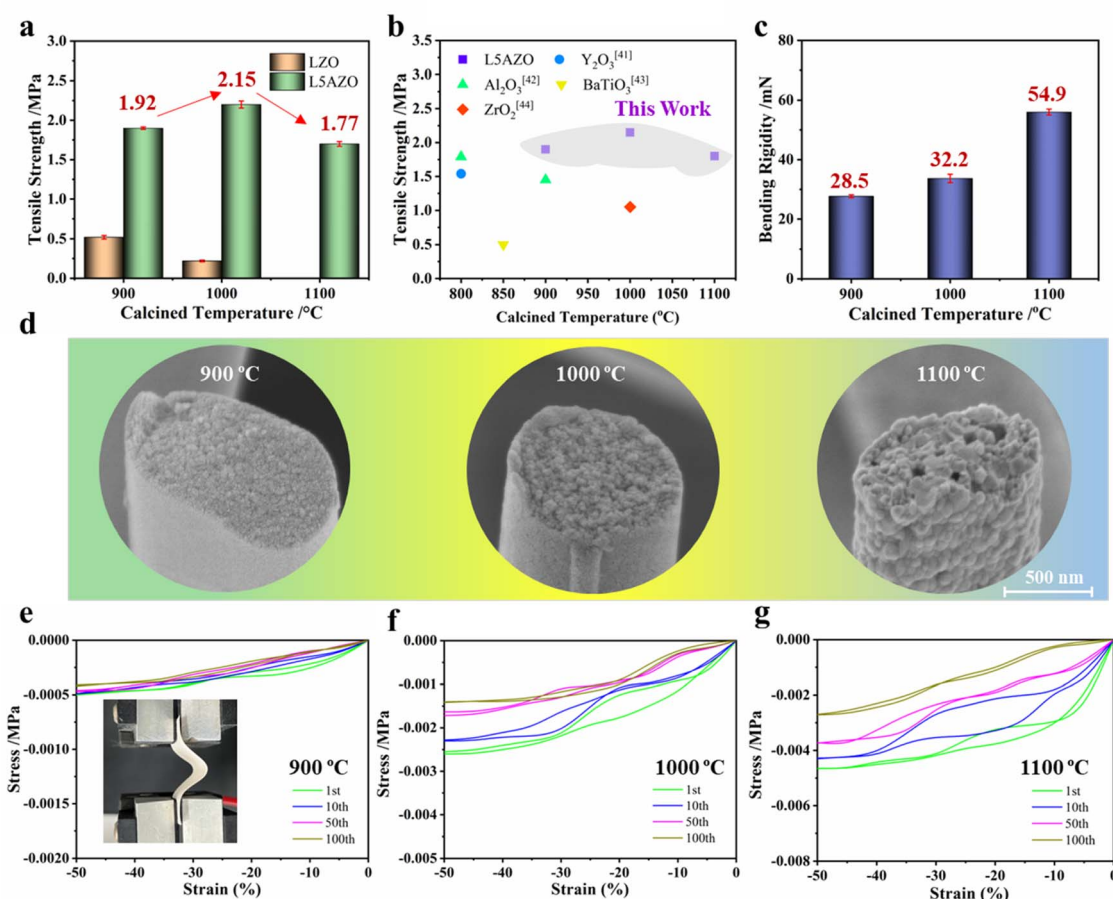 a
Tensile Strength /MPa
3.0
2.5
2.0
1.5
1.0
0.5
0.0
LZO
L5AZO
1.92
2.15
1.77
900
1000
1100
Calcined Temperature /°C
b
Tensile Strength /MPa
3.5
3.0
2.5
2.0
1.5
1.0
0.5
0.0
L5AZO
Y₂O₃[41]
Al₂O₃[42]
BaTiO₃[43]
ZrO₂[44]
This Work
800 850 900 950 1000 1050 1100
Calcined Temperature (°C)
c
Bending Rigidity /mN
80
60
40
20
0
28.5
32.2
54.9
900
1000
1100
Calcined Temperature /ºC
d
900 ºC
1000 ºC
1100 ºC
500 nm
e
Stress /MPa
0.0000
-0.0005
-0.0010
-0.0015
-0.0020
900 ºC
1st
10th
50th
100th
-50 -40 -30 -20 -10 -0
Strain (%)
f
Stress /MPa
0.000
-0.001
-0.002
-0.003
-0.004
-0.005
1000 ºC
1st
10th
50th
100th
-50 -40 -30 -20 -10 0
Strain (%)
g
Stress /MPa
0.000
-0.002
-0.004
-0.006
-0.008
1100 ºC
1st
10th
50th
100th
-50 -40 -30 -20 -10 -0
Strain (%)